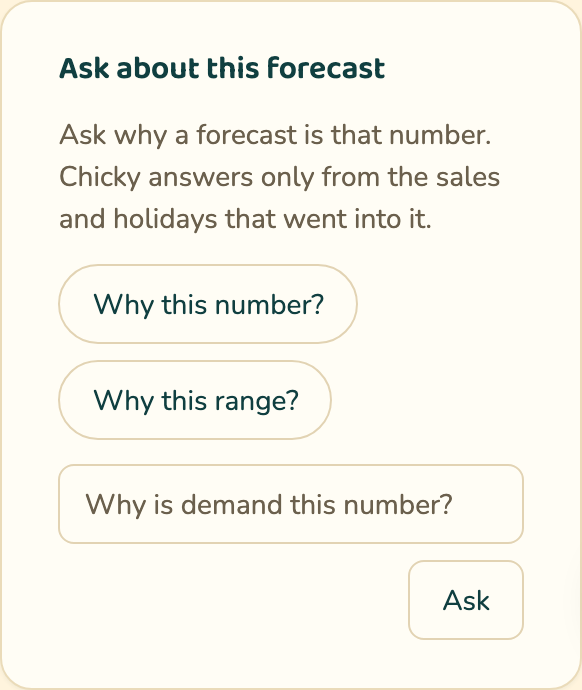 Ask about this forecast
Ask why a forecast is that number.
Chicky answers only from the sales
and holidays that went into it.
Why this number?
Why this range?
Why is demand this number?
Ask